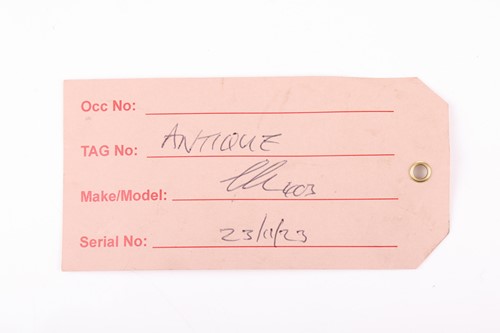 Occ No:
TAG No: ANTIQUE
Make/Model: 403
Serial No: 23/11/23